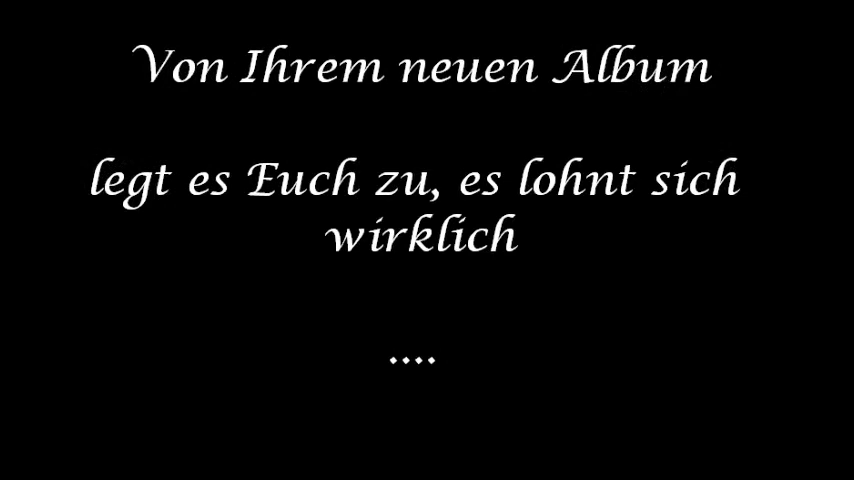 Von Ihrem neuen Album
legt es Euch zu, es lohnt sich
wirklich
....